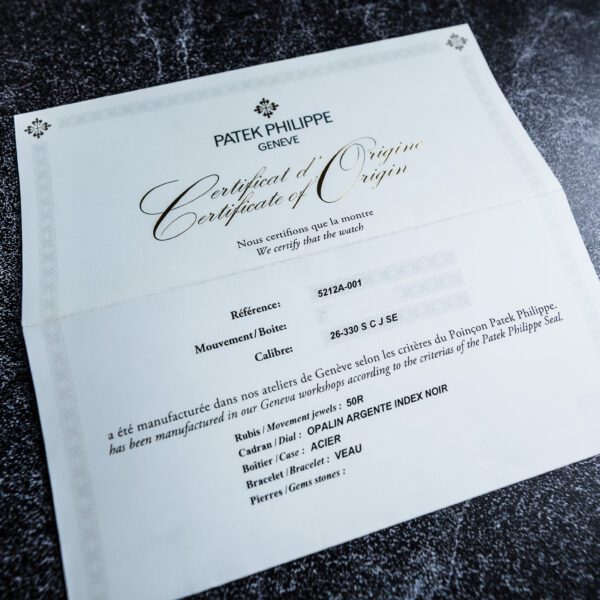 PATEK PHILIPPE
GENEVE
Certificat d'Origine
Certificate of Origin
Nous certifions que la montre
We certify that the watch
Référence: 5212A-001
Mouvement/Boite:
Calibre: 26-330 S C J SE
a été manufacturée dans nos ateliers de Genève selon les critères du Poinçon Patek Philippe.
has been manufactured in our Geneva workshops according to the criterias of the Patek Philippe Seal.
Rubis/Movement jewels: 50R
Cadran/Dial: OPALIN ARGENTE INDEX NOIR
Boîtier/Case: ACIER
Bracelet/Bracelet: VEAU
Pierres/Gems stones: